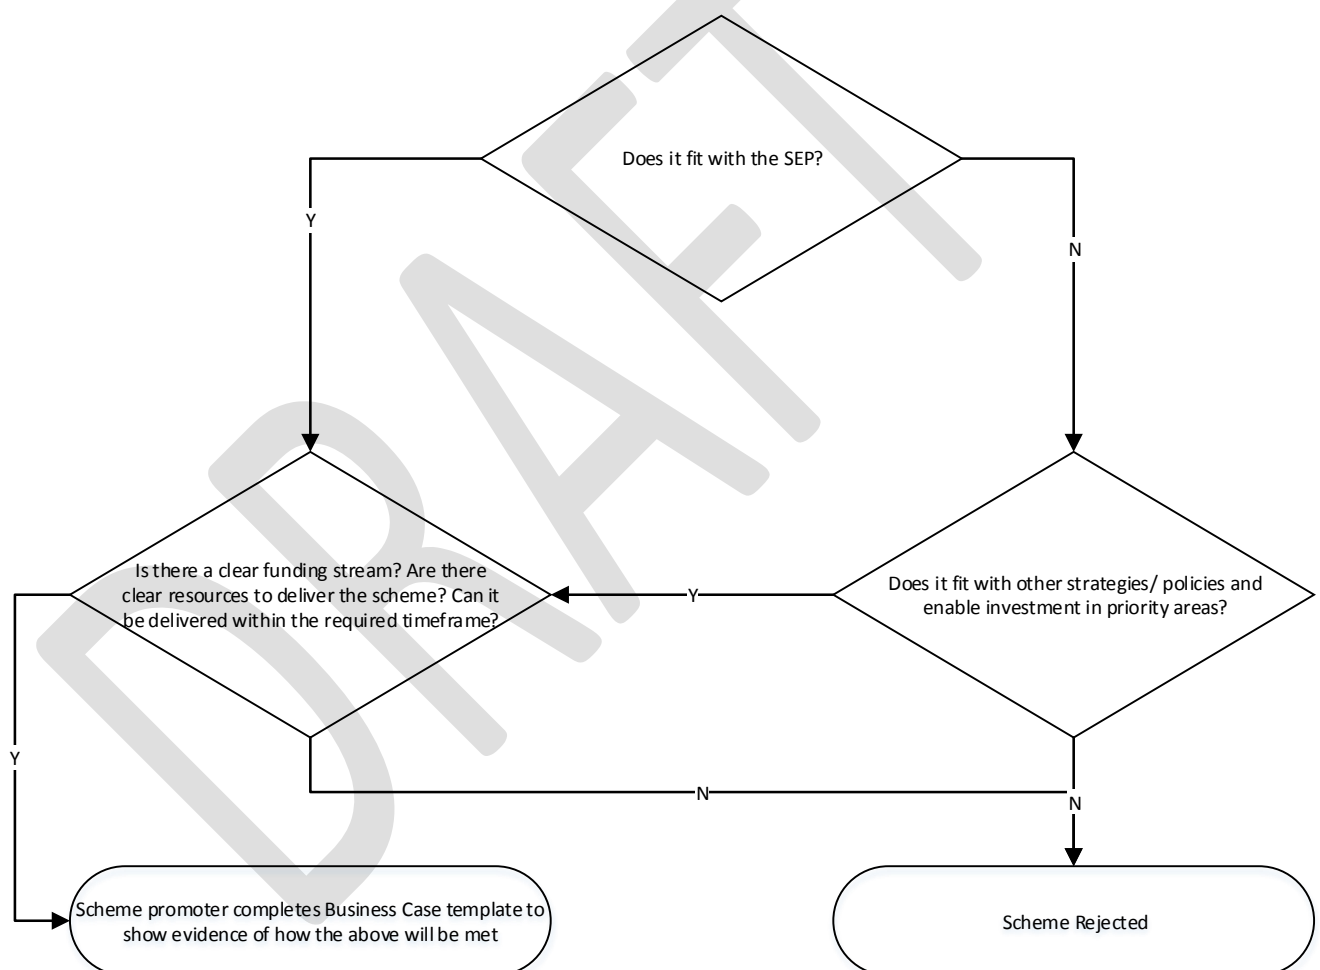 DRAFT
Does it fit with the SEP?
Y
N
Is there a clear funding stream? Are there
clear resources to deliver the scheme? Can it
be delivered within the required timeframe?
Y
Does it fit with other strategies/ policies and
enable investment in priority areas?
Y
N
N
Scheme promoter completes Business Case template to
show evidence of how the above will be met
Scheme Rejected